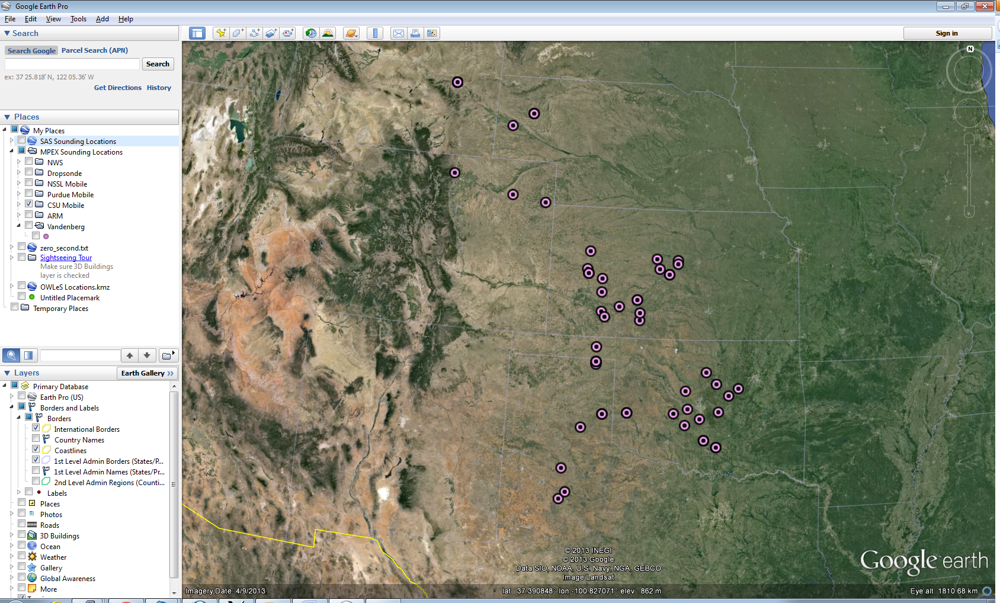 Google Earth Pro
File Edit View Tools Add Help
Search
Search Google Parcel Search (APN)
Search
ex: 37 25.818' N, 122 05.36' W
Get Directions History
Places
My Places
SAS Sounding Locations
MPEX Sounding Locations
NWS
Dropsonde
NSSL Mobile
Purdue Mobile
CSU Mobile
ARM
Vandenberg
zero_second.txt
Sightseeing Tour
Make sure 3D Buildings
layer is checked
OWLeS Locations.kmz
Untitled Placemark
Temporary Places
Layers
Earth Gallery »
Primary Database
Earth Pro (US)
Borders and Labels
Borders
International Borders
Country Names
Coastlines
1st Level Admin Borders (States/P...
1st Level Admin Names (States/Pr...
2nd Level Admin Regions (Counti...
Labels
Places
Photos
Roads
3D Buildings
Ocean
Weather
Gallery
Global Awareness
More
Sign in
N
© 2013 INEGI
© 2013 Google
Data SIO, NOAA, U.S. Navy, NGA, GEBCO
Image Landsat
Google earth
Imagery Date: 4/9/2013
lat 37.390848° lon -100.827071° elev 862 m
Eye alt 1810.68 km